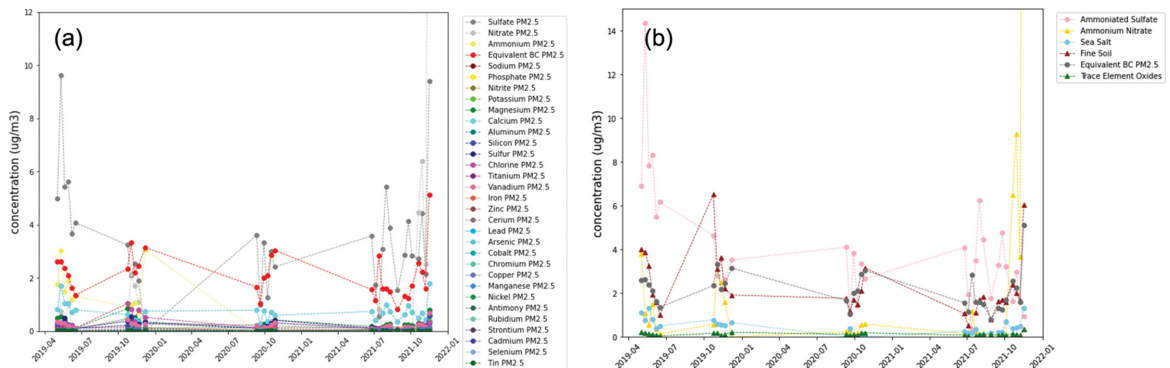 (a)
12
10
8
6
4
2
0
concentration (ug/m3)
2019-04
2019-07
2019-10
2020-01
2020-04
2020-07
2020-10
2021-01
2021-04
2021-07
2021-10
2022-01
Sulfate PM2.5
Nitrate PM2.5
Ammonium PM2.5
Equivalent BC PM2.5
Sodium PM2.5
Phosphate PM2.5
Nitrite PM2.5
Potassium PM2.5
Magnesium PM2.5
Calcium PM2.5
Aluminum PM2.5
Silicon PM2.5
Sulfur PM2.5
Chlorine PM2.5
Titanium PM2.5
Vanadium PM2.5
Iron PM2.5
Zinc PM2.5
Cerium PM2.5
Lead PM2.5
Arsenic PM2.5
Cobalt PM2.5
Chromium PM2.5
Copper PM2.5
Manganese PM2.5
Nickel PM2.5
Antimony PM2.5
Rubidium PM2.5
Strontium PM2.5
Cadmium PM2.5
Selenium PM2.5
Tin PM2.5
(b)
14
12
10
8
6
4
2
0
concentration (ug/m3)
2019-04
2019-07
2019-10
2020-01
2020-04
2020-07
2020-10
2021-01
2021-04
2021-07
2021-10
2022-01
Ammoniated Sulfate
Ammonium Nitrate
Sea Salt
Fine Soil
Equivalent BC PM2.5
Trace Element Oxides